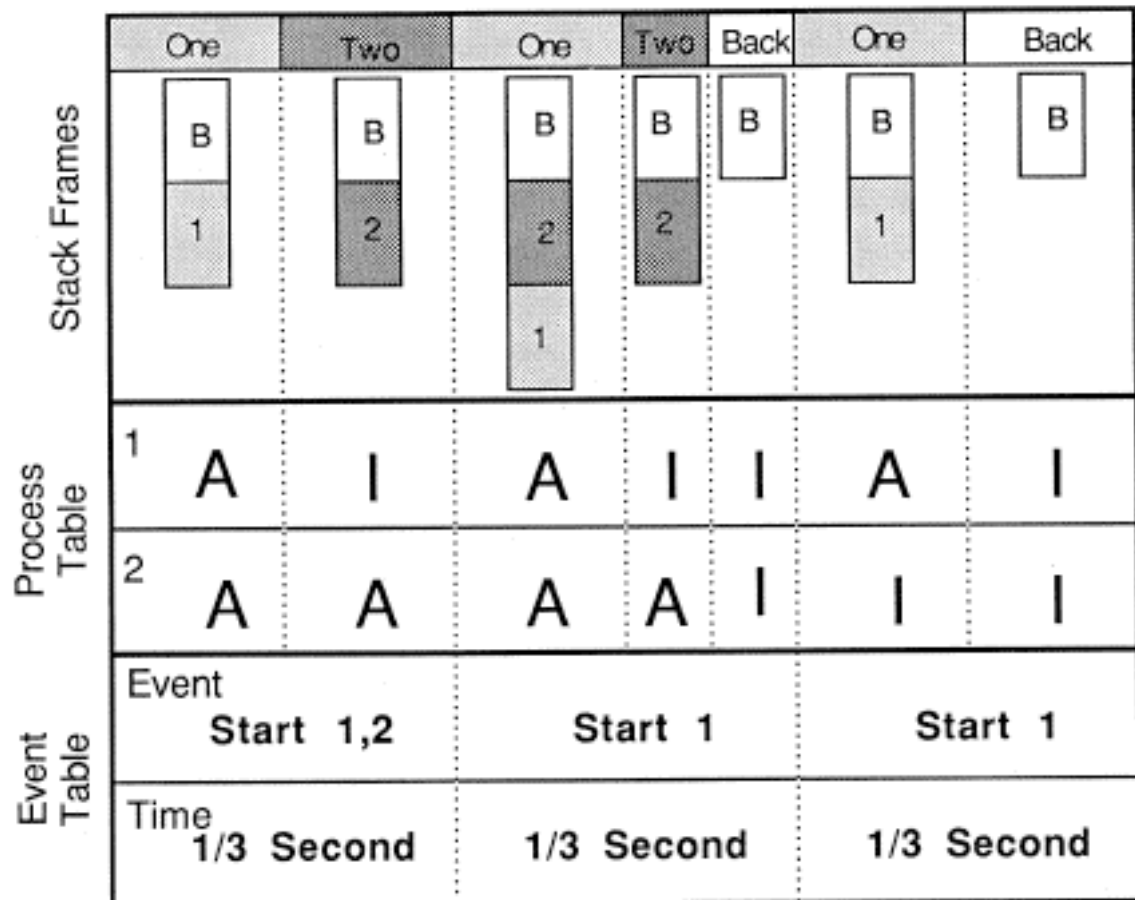 One Two One Two Back One Back
Stack Frames
B B B B B B B
1 2 2 2 1
1
Process Table
1 A I A I I A I
2 A A A A I I I
Event Table
Event
Start 1,2 Start 1 Start 1
Time
1/3 Second 1/3 Second 1/3 Second